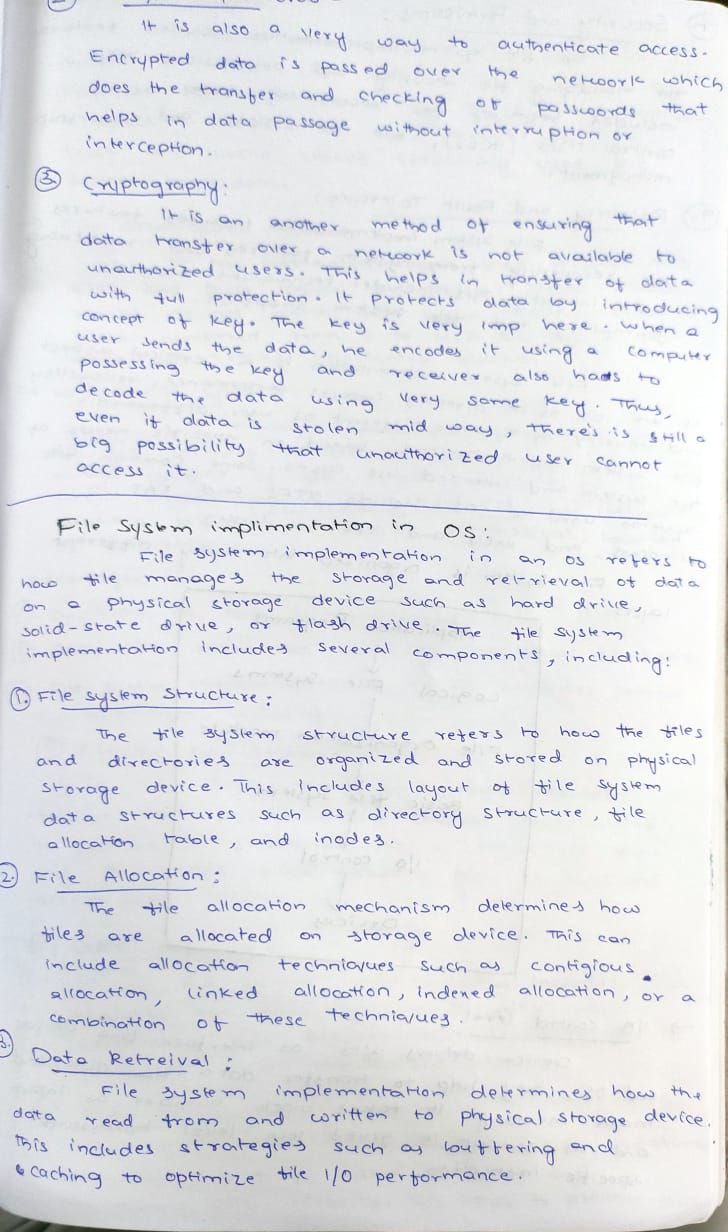 It is also a very way to authenticate access.
Encrypted data is passed over the network which
does the transfer and checking of passwords that
helps in data passage without interruption or
interception.
③ Cryptography:
It is an another method of ensuring that
data transfer over a network is not available to
unauthorized users. This helps in transfer of data
with full protection. It protects data by introducing
concept of key. The key is very imp here. When a
user sends the data, he encodes it using a computer
possessing the key and receiver also has to
decode the data using very same key. Thus,
even if data is stolen mid way, there's is still a
big possibility that unauthorized user cannot
access it.
File System implimentation in OS:
File system implementation in an OS refers to
how file manages the storage and retrieval of data
on a physical storage device such as hard drive,
solid-state drive, or flash drive. The file system
implementation includes several components, including:
①. File system Structure:
The file system structure refers to how the files
and directories are organized and stored on physical
storage device. This includes layout of file system
data structures such as directory structure, file
allocation table, and inodes.
2. File Allocation:
The file allocation mechanism determines how
files are allocated on storage device. This can
include allocation techniques such as contigious
allocation, linked allocation, indexed allocation, or a
combination of these techniques.
3. Data Retreival:
File system implementation determines how the
data read from and written to physical storage device.
This includes strategies such as buffering and
caching to optimize file I/O performance.